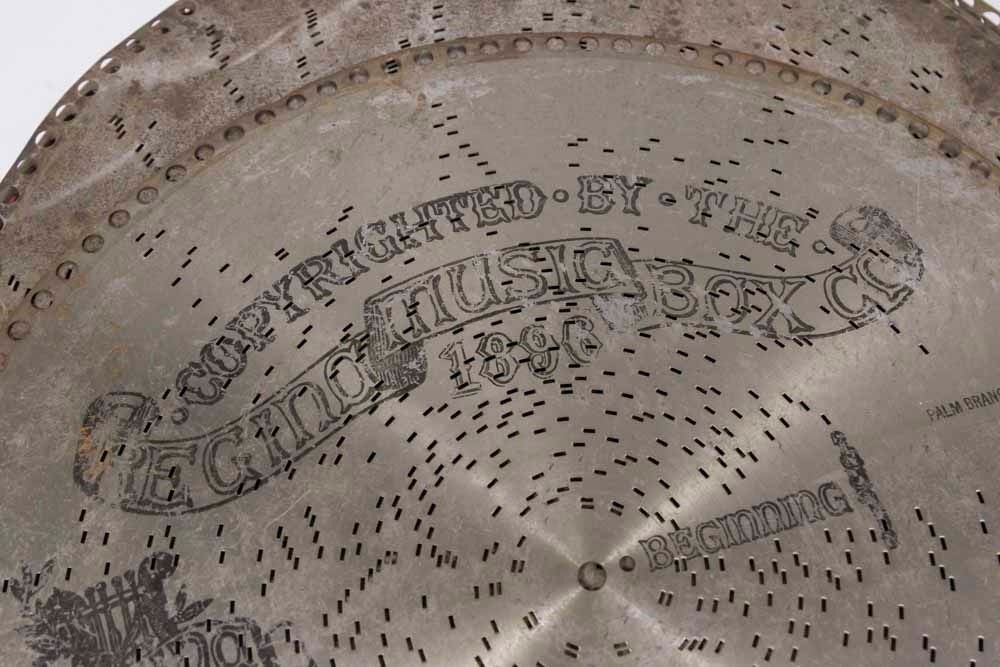 · COPYRIGHTED · BY · THE ·
REGINA MUSIC BOX CO.
1896
PALM BRANC
BEGINNING